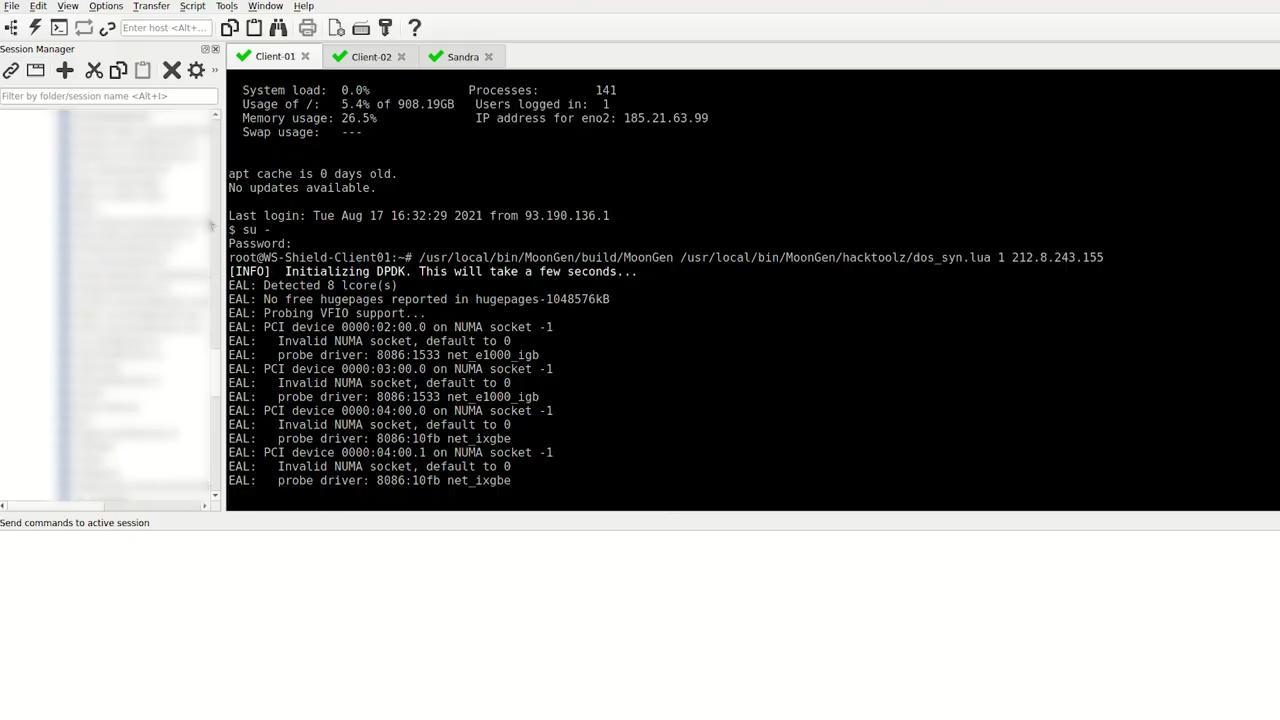 File Edit View Options Transfer Script Tools Window Help
Enter host <Alt+...
Session Manager
Client-01 Client-02 Sandra
»
Filter by folder/session name <Alt+I>
System load: 0.0% Processes: 141
Usage of /: 5.4% of 908.19GB Users logged in: 1
Memory usage: 26.5% IP address for eno2: 185.21.63.99
Swap usage: ---
apt cache is 0 days old.
No updates available.
Last login: Tue Aug 17 16:32:29 2021 from 93.190.136.1
$ su -
Password:
root@WS-Shield-Client01:~# /usr/local/bin/MoonGen/build/MoonGen /usr/local/bin/MoonGen/hacktoolz/dos_syn.lua 1 212.8.243.155
[INFO] Initializing DPDK. This will take a few seconds...
EAL: Detected 8 lcore(s)
EAL: No free hugepages reported in hugepages-1048576kB
EAL: Probing VFIO support...
EAL: PCI device 0000:02:00.0 on NUMA socket -1
EAL: Invalid NUMA socket, default to 0
EAL: probe driver: 8086:1533 net_e1000_igb
EAL: PCI device 0000:03:00.0 on NUMA socket -1
EAL: Invalid NUMA socket, default to 0
EAL: probe driver: 8086:1533 net_e1000_igb
EAL: PCI device 0000:04:00.0 on NUMA socket -1
EAL: Invalid NUMA socket, default to 0
EAL: probe driver: 8086:10fb net_ixgbe
EAL: PCI device 0000:04:00.1 on NUMA socket -1
EAL: Invalid NUMA socket, default to 0
EAL: probe driver: 8086:10fb net_ixgbe
Send commands to active session